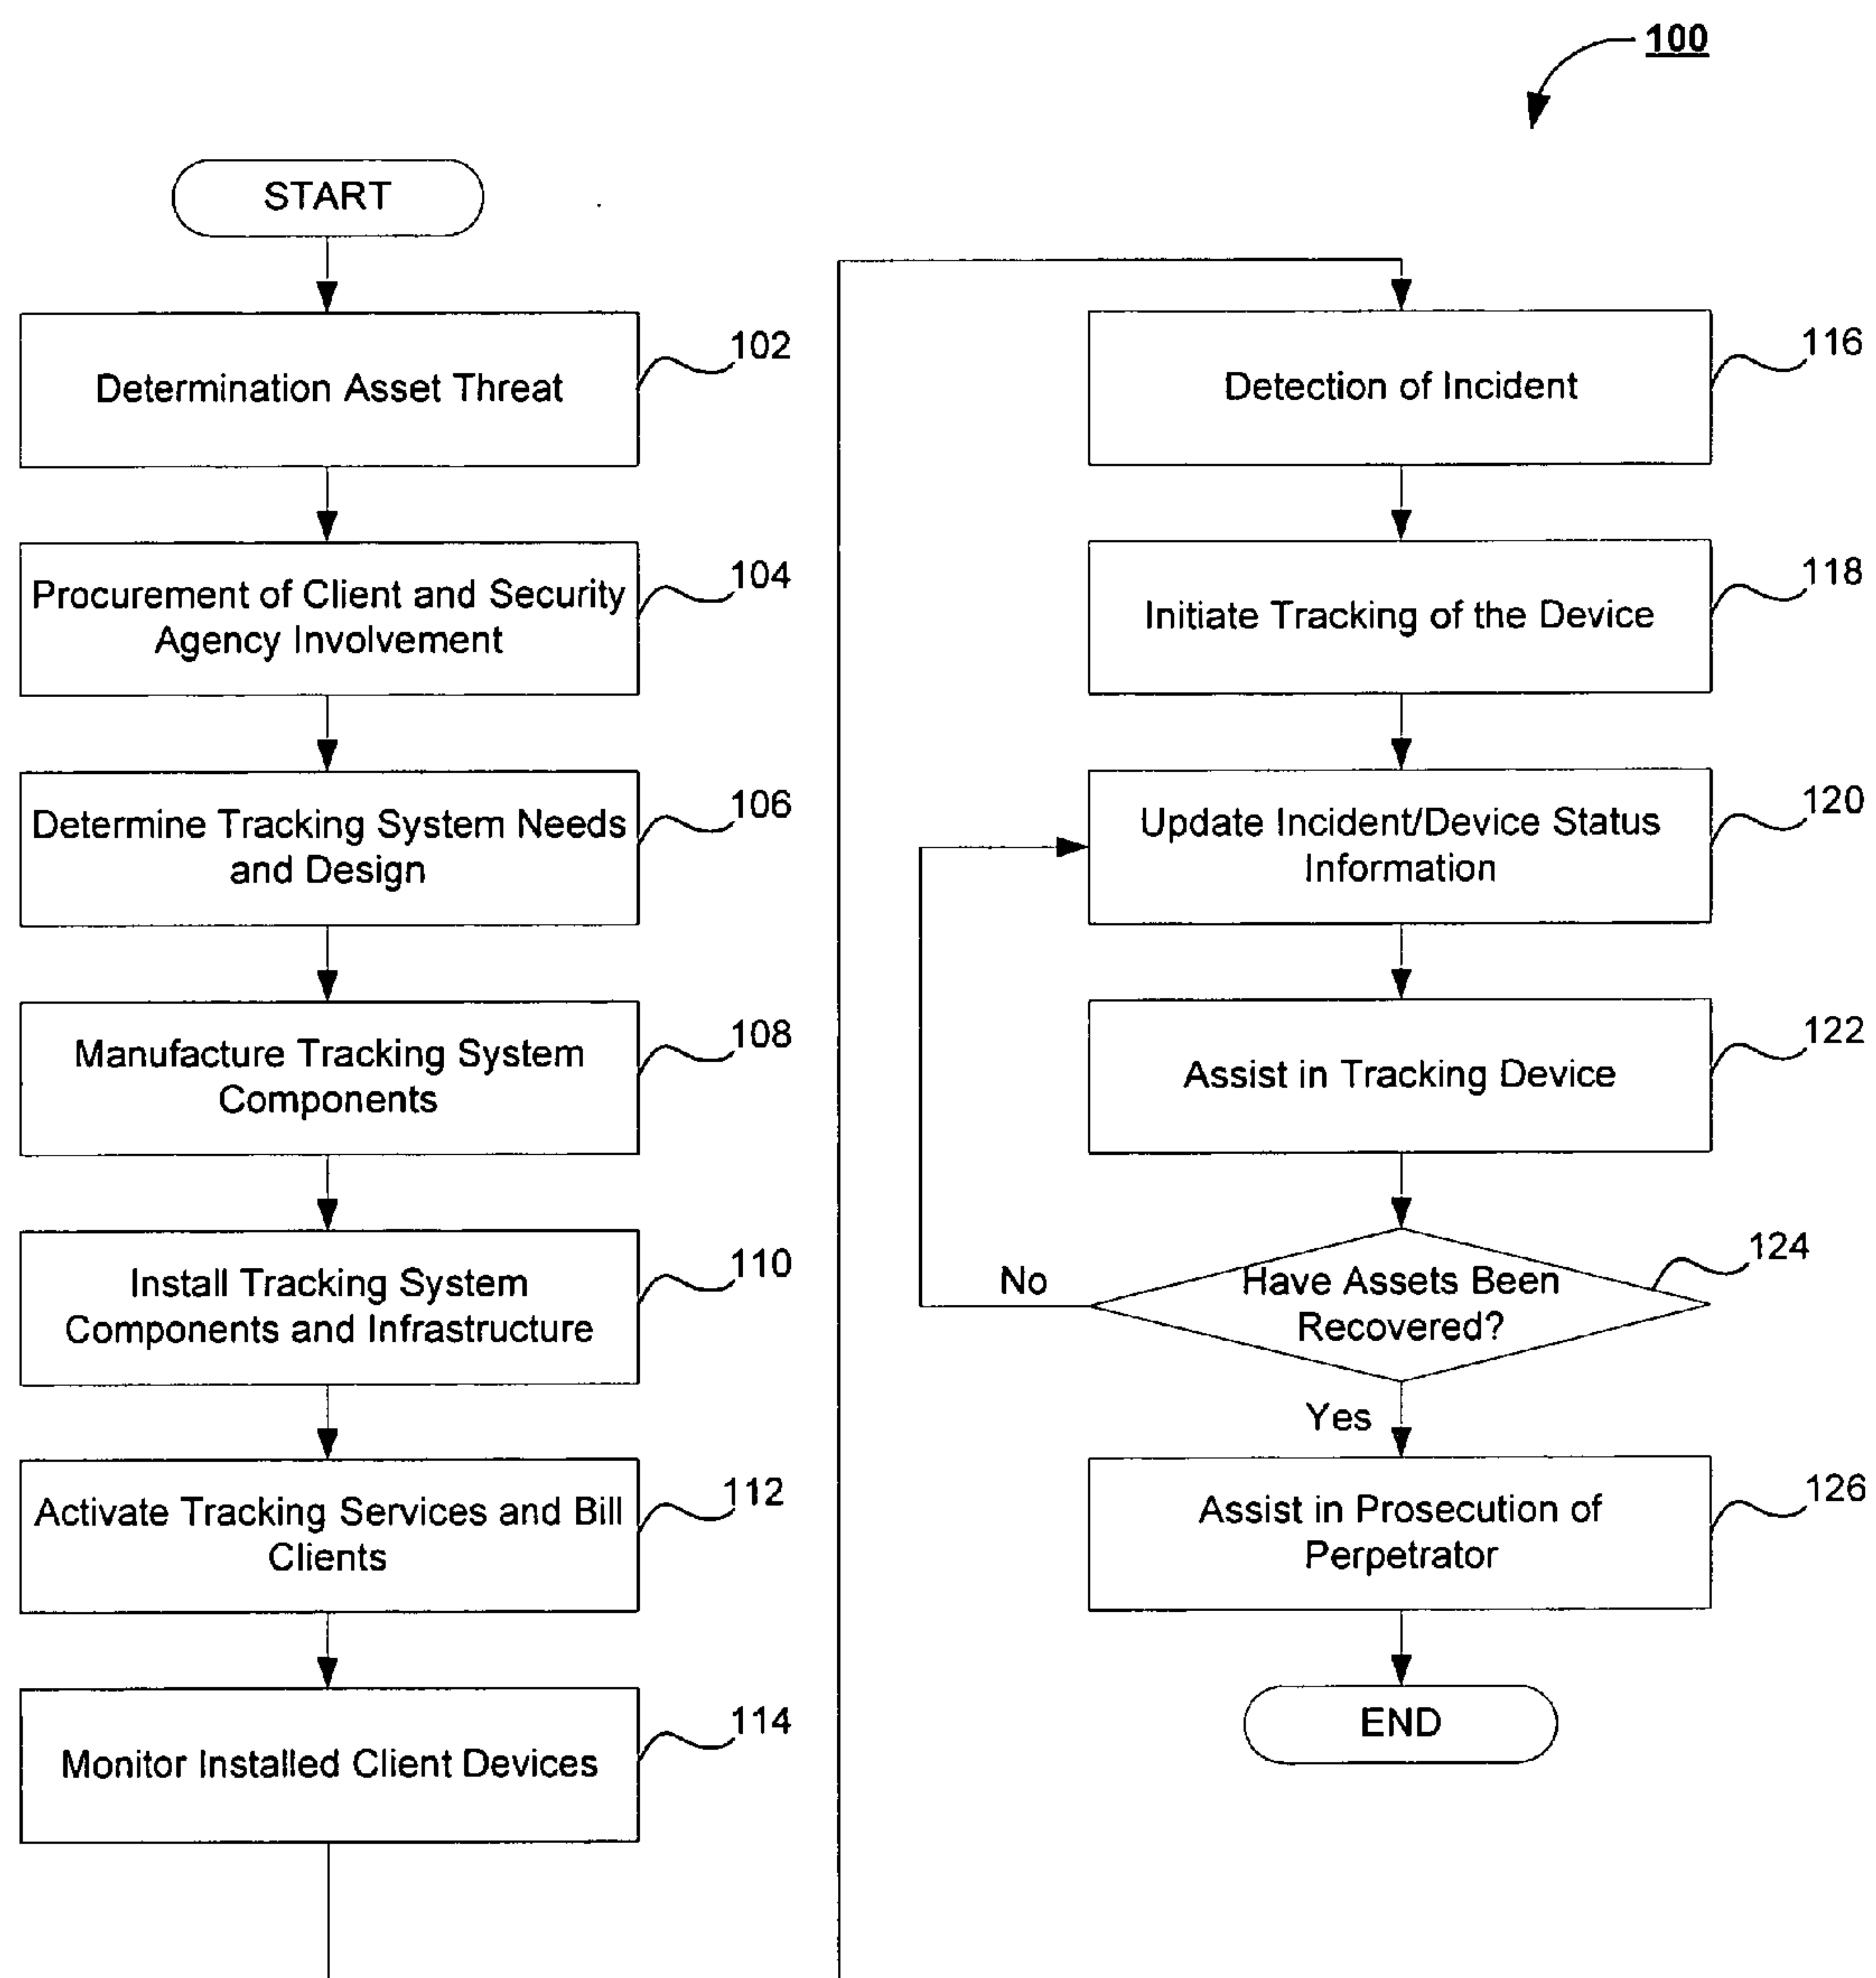 100
START
Determination Asset Threat
102
Procurement of Client and Security
Agency Involvement
104
Determine Tracking System Needs
and Design
106
Manufacture Tracking System
Components
108
Install Tracking System
Components and Infrastructure
110
Activate Tracking Services and Bill
Clients
112
Monitor Installed Client Devices
114
Detection of Incident
116
Initiate Tracking of the Device
118
Update Incident/Device Status
Information
120
Assist in Tracking Device
122
Have Assets Been
Recovered?
124
No
Yes
Assist in Prosecution of
Perpetrator
126
END